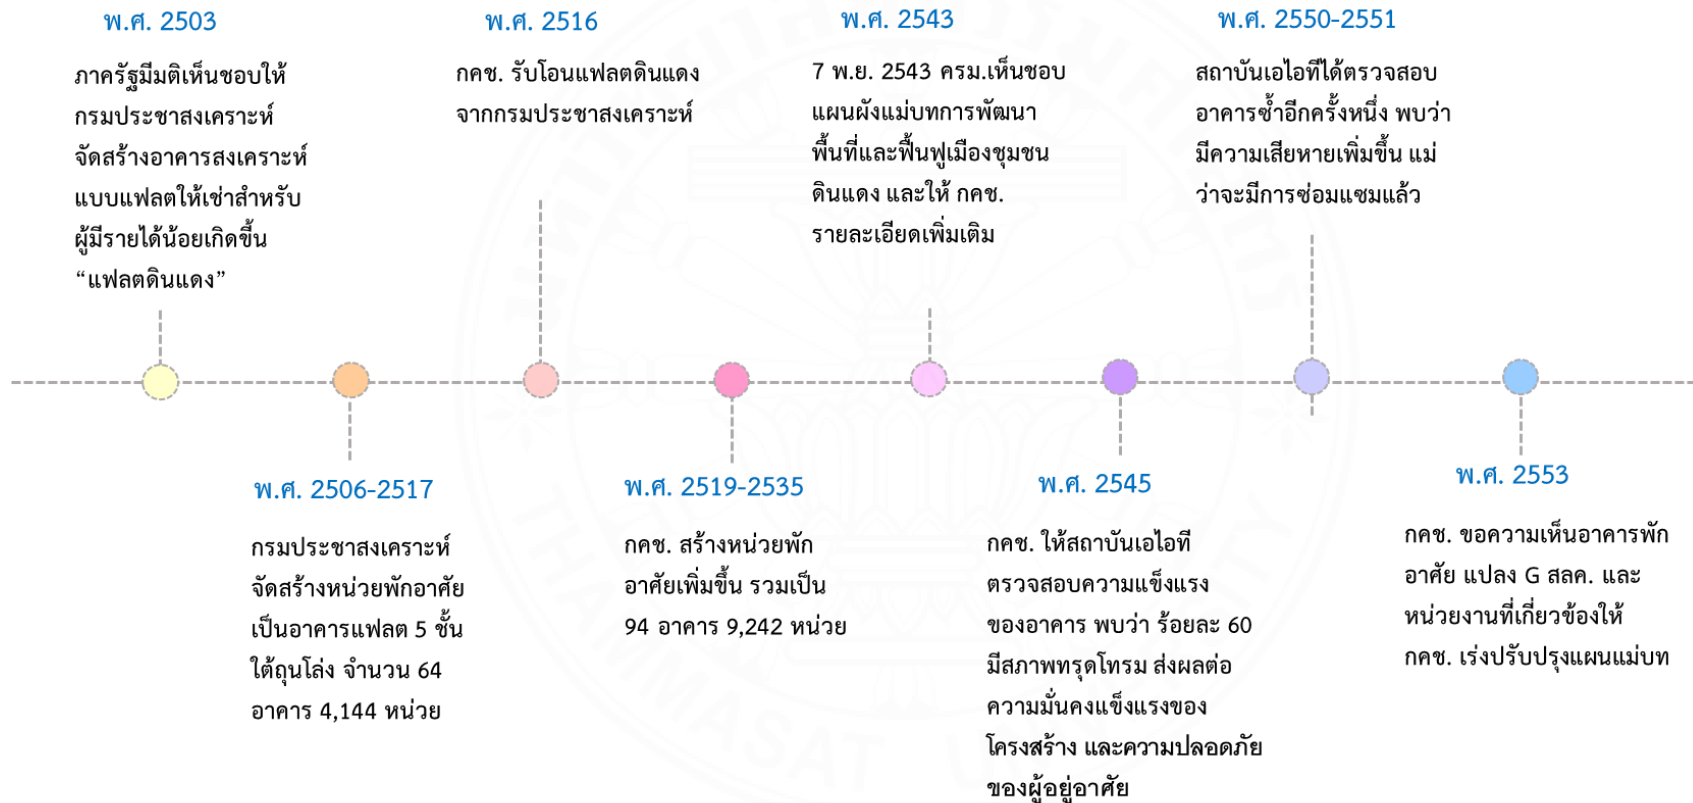 พ.ศ. 2503
ภาครัฐมีมติเห็นชอบให้
กรมประชาสงเคราะห์
จัดสร้างอาคารสงเคราะห์
แบบแฟลตให้เช่าสำหรับ
ผู้มีรายได้น้อยเกิดขึ้น
“แฟลตดินแดง”
พ.ศ. 2506-2517
กรมประชาสงเคราะห์
จัดสร้างหน่วยพักอาศัย
เป็นอาคารแฟลต 5 ชั้น
ใต้ถุนโล่ง จำนวน 64
อาคาร 4,144 หน่วย
พ.ศ. 2516
กคช. รับโอนแฟลตดินแดง
จากกรมประชาสงเคราะห์
พ.ศ. 2519-2535
กคช. สร้างหน่วยพัก
อาศัยเพิ่มขึ้น รวมเป็น
94 อาคาร 9,242 หน่วย
พ.ศ. 2543
7 พ.ย. 2543 ครม.เห็นชอบ
แผนผังแม่บทการพัฒนา
พื้นที่และฟื้นฟูเมืองชุมชน
ดินแดง และให้ กคช.
รายละเอียดเพิ่มเติม
พ.ศ. 2545
กคช. ให้สถาบันเอไอที
ตรวจสอบความแข็งแรง
ของอาคาร พบว่า ร้อยละ 60
มีสภาพทรุดโทรม ส่งผลต่อ
ความมั่นคงแข็งแรงของ
โครงสร้าง และความปลอดภัย
ของผู้อยู่อาศัย
พ.ศ. 2550-2551
สถาบันเอไอทีได้ตรวจสอบ
อาคารซ้ำอีกครั้งหนึ่ง พบว่า
มีความเสียหายเพิ่มขึ้น แม่
ว่าจะมีการซ่อมแซมแล้ว
พ.ศ. 2553
กคช. ขอความเห็นอาคารพัก
อาศัย แปลง G สลค. และ
หน่วยงานที่เกี่ยวข้องให้
กคช. เร่งปรับปรุงแผนแม่บท
มหาวิทยาลัยธรรมศาสตร์
THAMMASAT UNIVERSITY